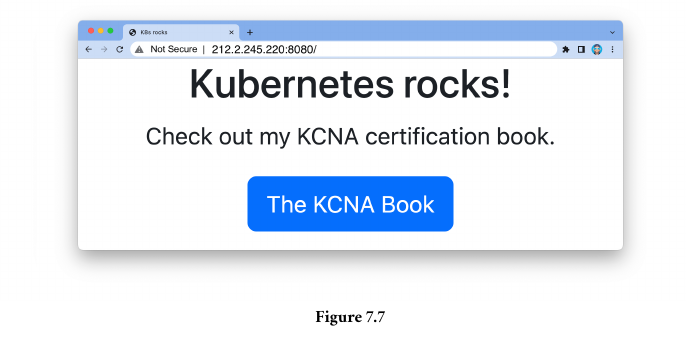 K8s rocks
Not Secure | 212.2.245.220:8080/
Kubernetes rocks!
Check out my KCNA certification book.
The KCNA Book
Figure 7.7